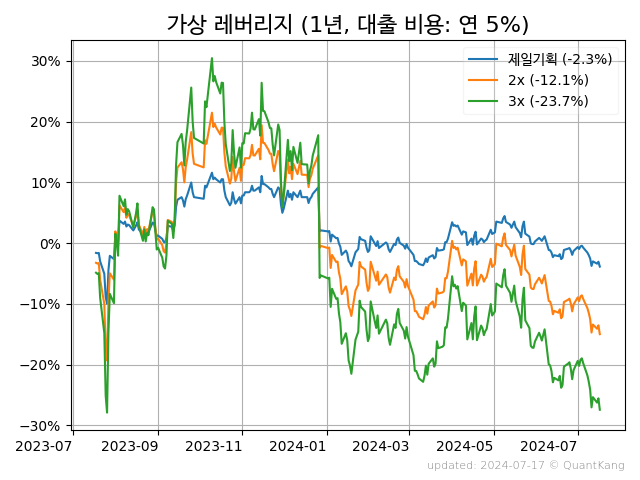 가상 레버리지 (1년, 대출 비용: 연 5%)
제일기획 (-2.3%)
2x (-12.1%)
3x (-23.7%)
30%
20%
10%
0%
−10%
−20%
−30%
2023-07 2023-09 2023-11 2024-01 2024-03 2024-05 2024-07
updated: 2024-07-17 © QuantKang